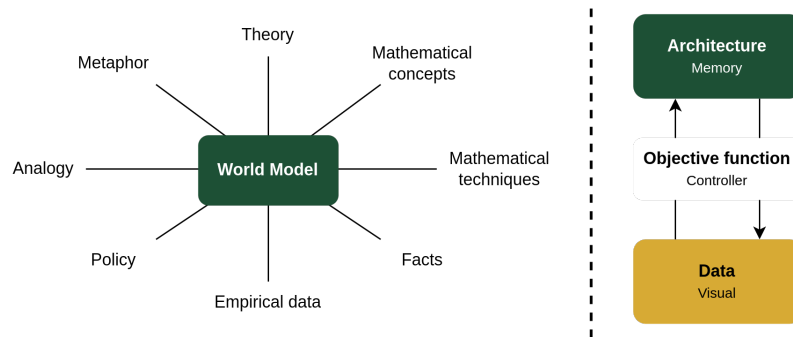 Theory
Metaphor
Mathematical
concepts
Analogy
World Model
Mathematical
techniques
Policy
Facts
Empirical data
Architecture
Memory
Objective function
Controller
Data
Visual